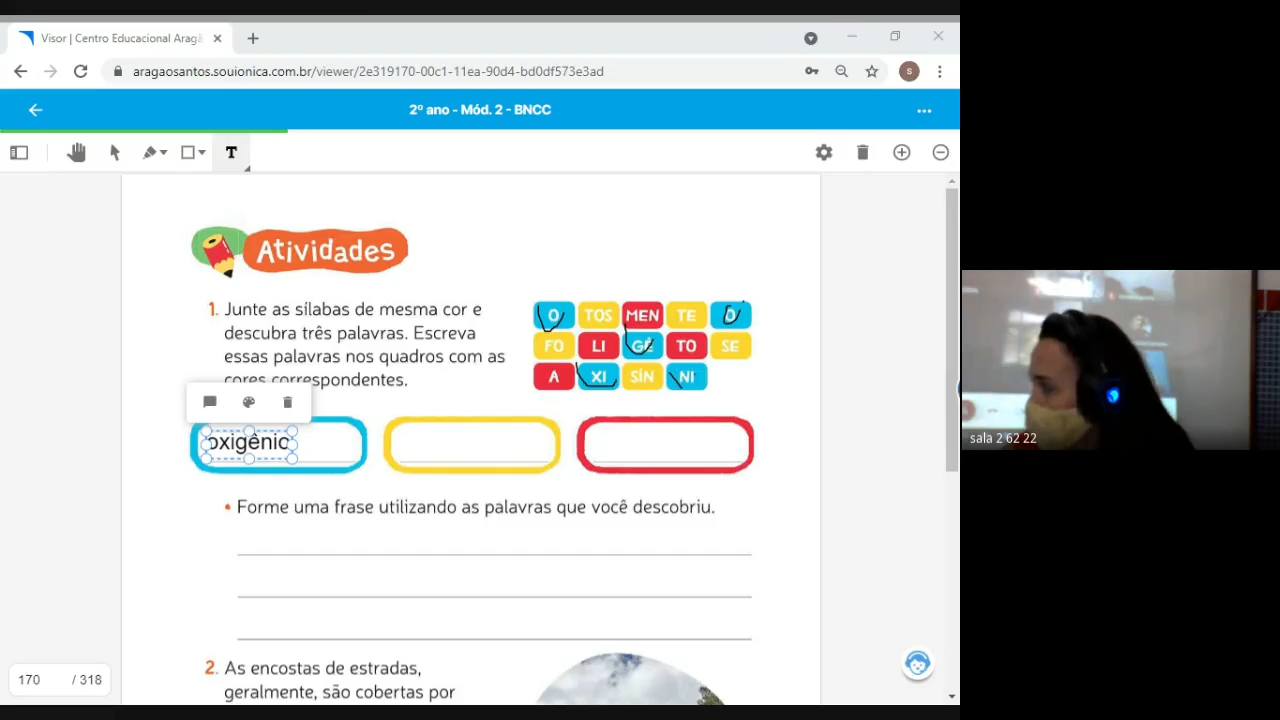 Visor | Centro Educacional Aragã
aragaosantos.souionica.com.br/viewer/2e319170-00c1-11ea-90d4-bd0df573e3ad
S
2º ano - Mód. 2 - BNCC
T
Atividades
1. Junte as sílabas de mesma cor e
descubra três palavras. Escreva
essas palavras nos quadros com as
cores correspondentes.
O TOS MEN TE O
FO LI GÊ TO SE
A XI SÍN NI
oxigênic
• Forme uma frase utilizando as palavras que você descobriu.
2. As encostas de estradas,
geralmente, são cobertas por
170 / 318
sala 2 62 22